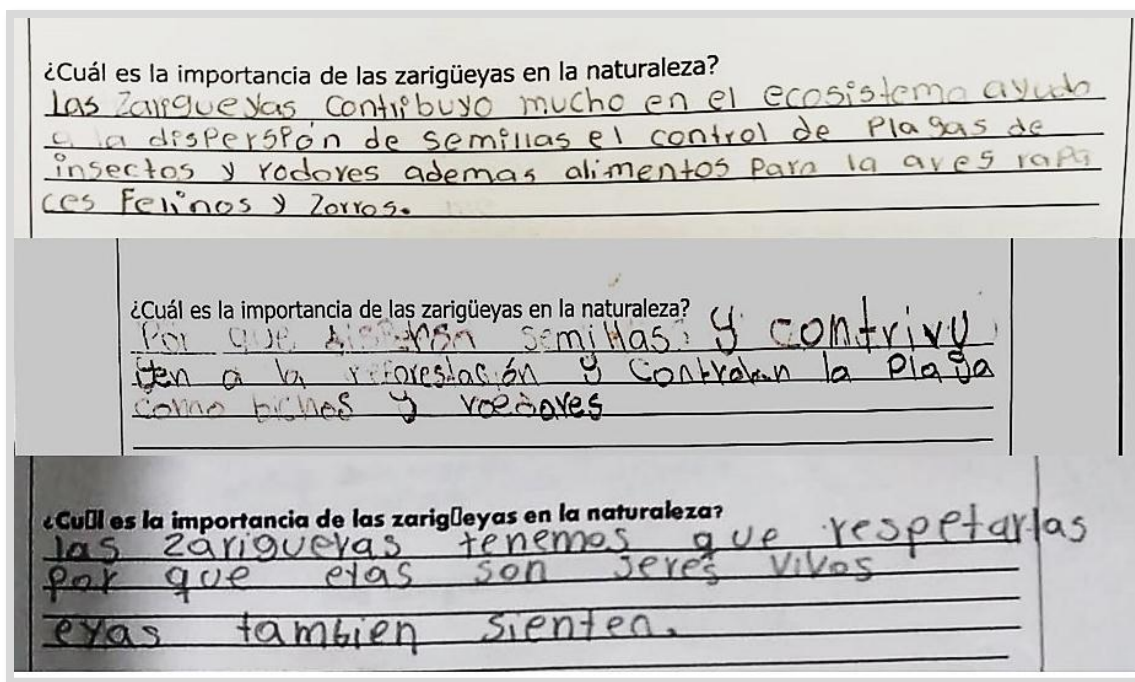 ¿Cuál es la importancia de las zarigüeyas en la naturaleza?
Las Zarigueyas contribuyo mucho en el ecosistema ayudo
a la dispersión de semillas el control de Plagas de
insectos y rodores ademas alimentos Para la aves rapa
ces Felinos y Zorros.
¿Cuál es la importancia de las zarigüeyas en la naturaleza?
Por que semillas y contrivu
yen a la reforestación y Controlan la Plaga
como biches y roedores
¿Cu�l es la importancia de las zarig�eyas en la naturaleza?
las zarigueyas tenemos que respetarlas
por que eyas son seres vivos
eyas tambien sienten.